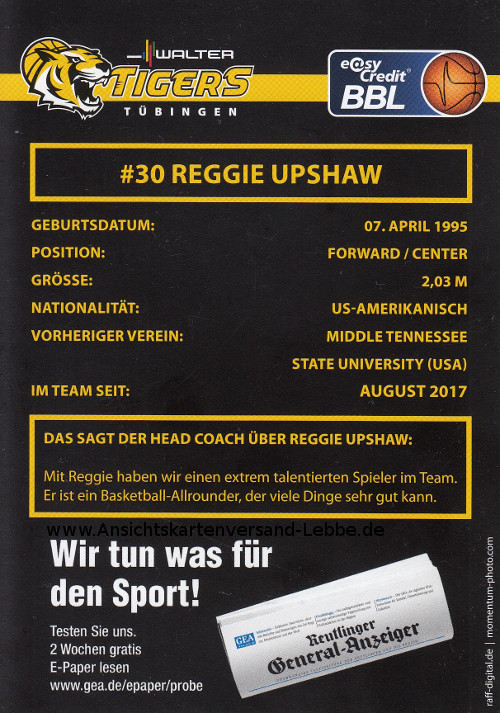 WALTER
TIGERS
TÜBINGEN
e@sy
Credit®
BBL
#30 REGGIE UPSHAW
GEBURTSDATUM: 07. APRIL 1995
POSITION: FORWARD / CENTER
GRÖSSE: 2,03 M
NATIONALITÄT: US-AMERIKANISCH
VORHERIGER VEREIN: MIDDLE TENNESSEE
STATE UNIVERSITY (USA)
IM TEAM SEIT: AUGUST 2017
DAS SAGT DER HEAD COACH ÜBER REGGIE UPSHAW:
Mit Reggie haben wir einen extrem talentierten Spieler im Team.
Er ist ein Basketball-Allrounder, der viele Dinge sehr gut kann.
www.Ansichtskartenversand-Lebbe.de
Wir tun was für
den Sport!
Testen Sie uns.
2 Wochen gratis
E-Paper lesen
www.gea.de/epaper/probe
GEA
Reutlinger
General-Anzeiger
raff-digital.de | momentum-photo.com